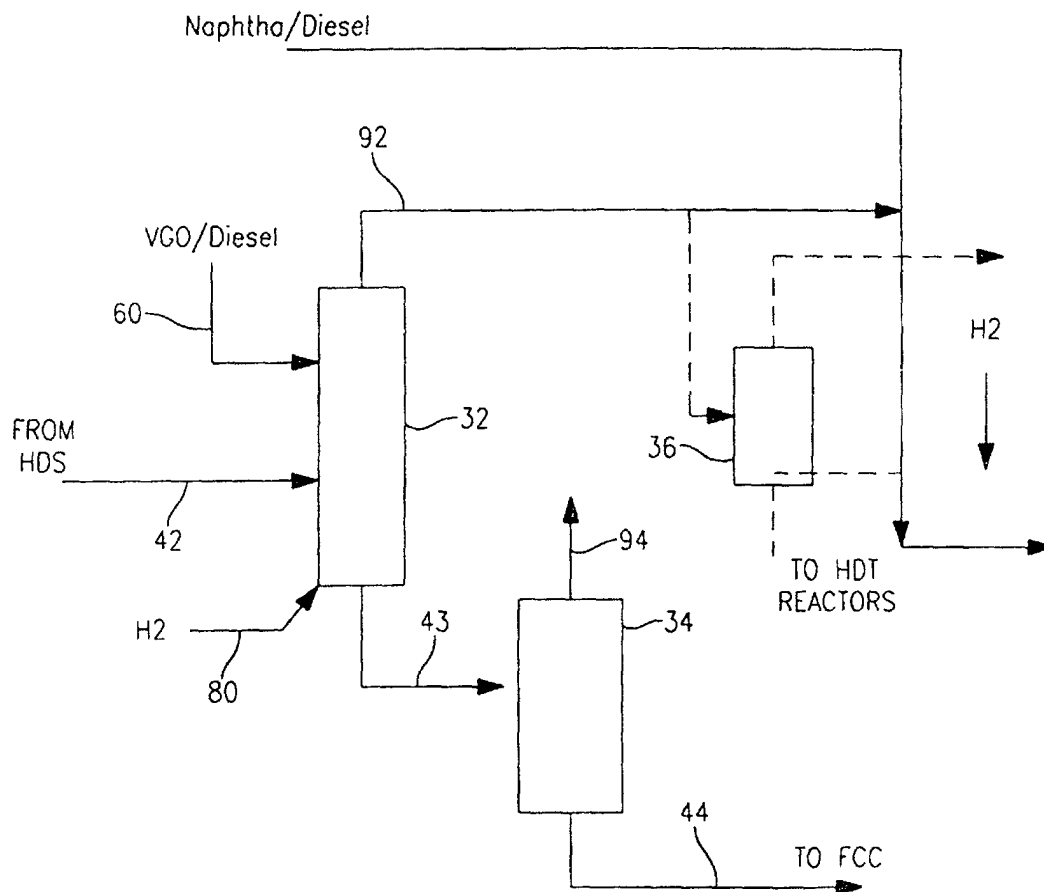 Naphtha/Diesel
92
VGO/Diesel
60
H2
32
FROM
HDS
36
42
94
TO HDT
REACTORS
34
43
H2
80
44
TO FCC